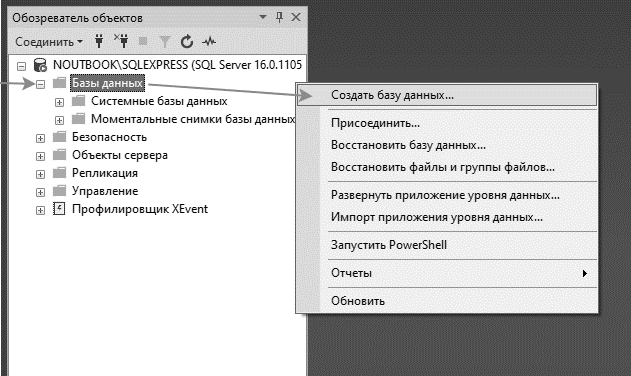 Обозреватель объектов
Соединить
NOUTBOOK\SQLEXPRESS (SQL Server 16.0.1105
Базы данных
Системные базы данных
Моментальные снимки базы данных
Безопасность
Объекты сервера
Репликация
Управление
Профилировщик XEvent
Создать базу данных...
Присоединить...
Восстановить базу данных...
Восстановить файлы и группы файлов...
Развернуть приложение уровня данных...
Импорт приложения уровня данных...
Запустить PowerShell
Отчеты
Обновить